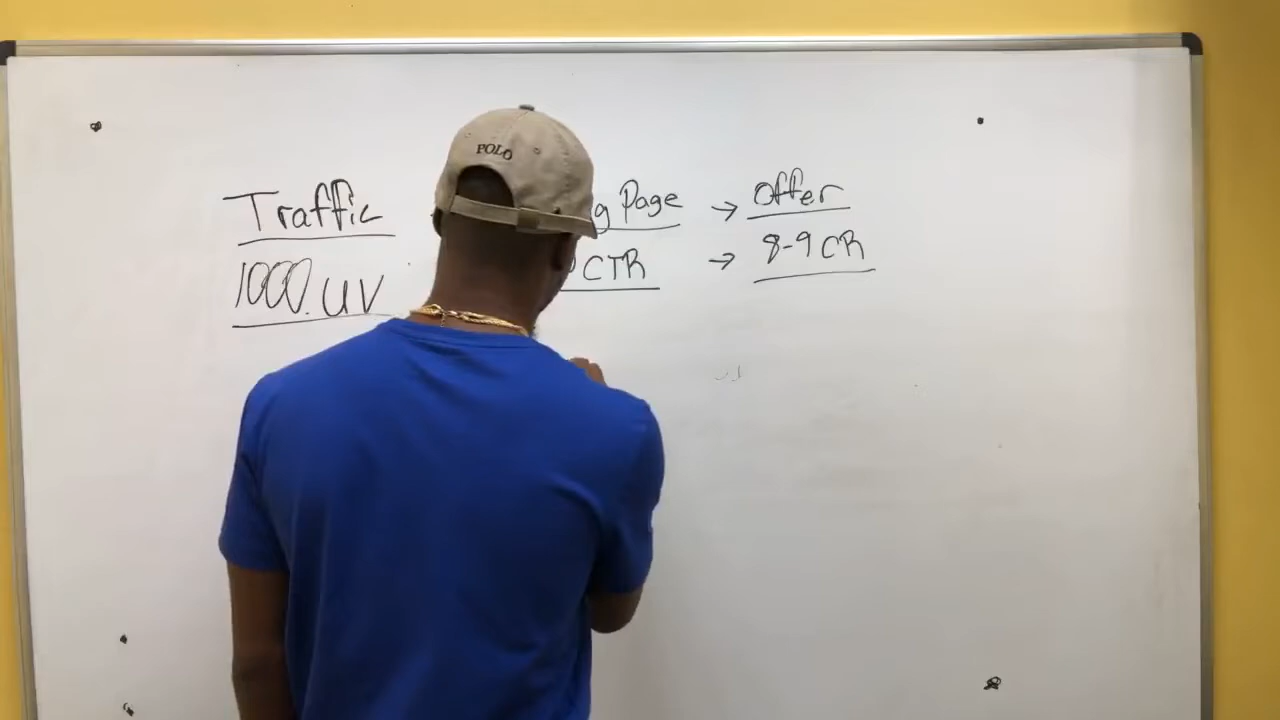 Traffic g Page → Offer
1000 UV CTR → 8-9 CR
POLO